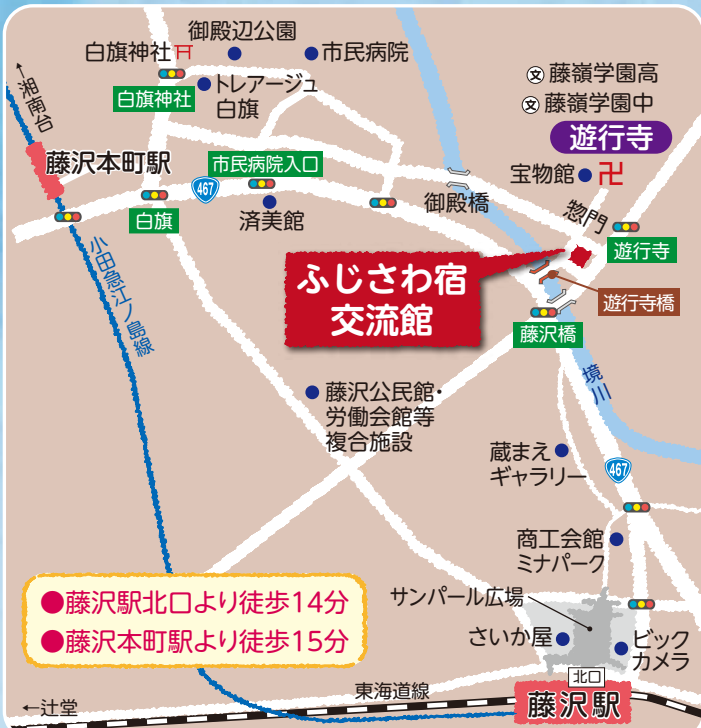 御殿辺公園
白旗神社
市民病院
トレアージュ
白旗
白旗神社
←湘南台
藤沢本町駅
市民病院入口
467
白旗
済美館
小田急江ノ島線
文 藤嶺学園高
文 藤嶺学園中
遊行寺
宝物館 卍
御殿橋
惣門
遊行寺
ふじさわ宿
交流館
遊行寺橋
藤沢橋
境川
藤沢公民館・
労働会館等
複合施設
蔵まえ
ギャラリー
467
商工会館
ミナパーク
サンパール広場
さいか屋
ビック
カメラ
●藤沢駅北口より徒歩14分
●藤沢本町駅より徒歩15分
北口
藤沢駅
東海道線
←辻堂